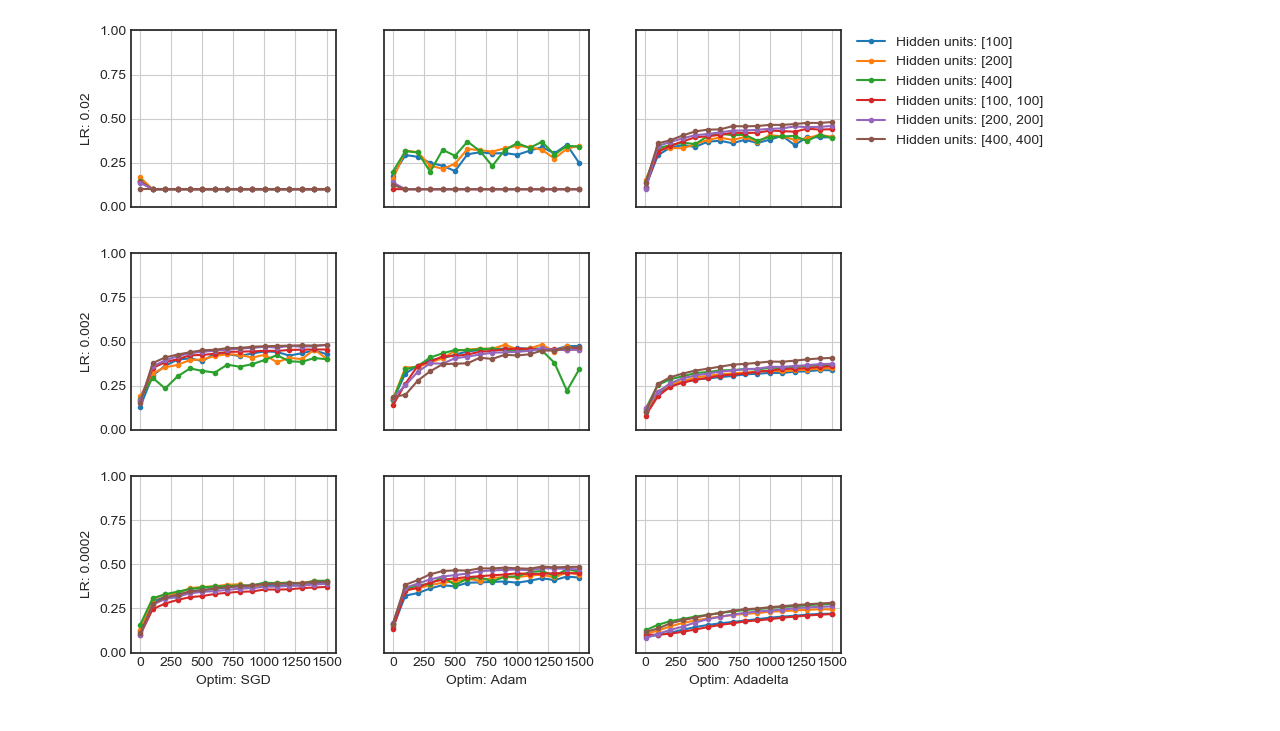 1.00
0.75
0.50
0.25
0.00
LR: 0.02
Hidden units: [100]
Hidden units: [200]
Hidden units: [400]
Hidden units: [100, 100]
Hidden units: [200, 200]
Hidden units: [400, 400]
1.00
0.75
0.50
0.25
0.00
LR: 0.002
1.00
0.75
0.50
0.25
0.00
LR: 0.0002
0 250 500 750 1000 1250 1500
Optim: SGD
0 250 500 750 1000 1250 1500
Optim: Adam
0 250 500 750 1000 1250 1500
Optim: Adadelta